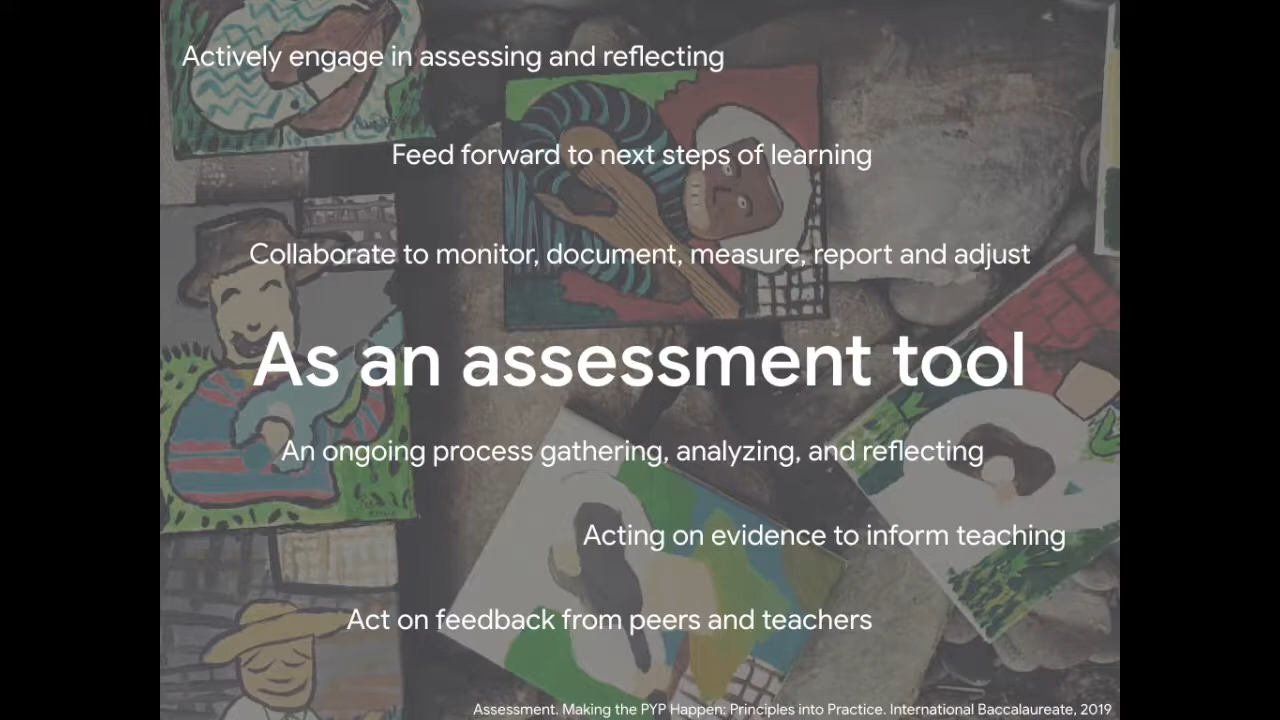 Actively engage in assessing and reflecting
Feed forward to next steps of learning
Collaborate to monitor, document, measure, report and adjust
As an assessment tool
An ongoing process gathering, analyzing, and reflecting
Acting on evidence to inform teaching
Act on feedback from peers and teachers
Assessment. Making the PYP Happen: Principles into Practice. International Baccalaureate, 2019